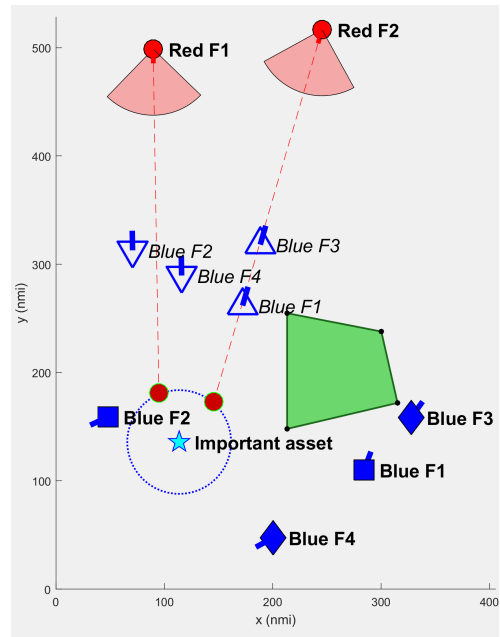 Red F1
Red F2
500
400
Blue F3
Blue F2
300
Blue F4
Blue F1
y (nmi)
200
Blue F2
Blue F3
Important asset
Blue F1
100
Blue F4
0
0
100
200
300
400
x (nmi)